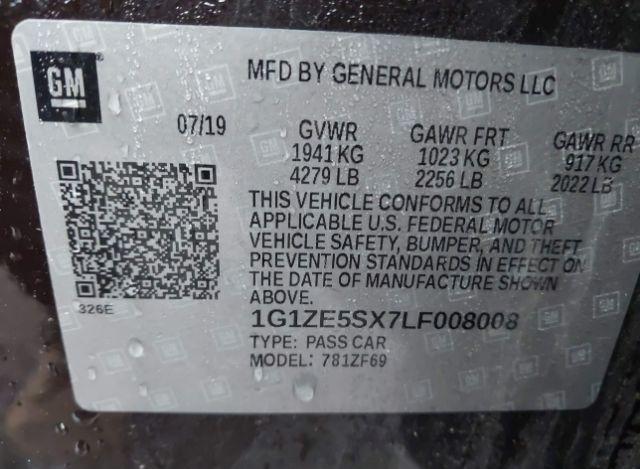 GM
MFD BY GENERAL MOTORS LLC
07/19 GVWR GAWR FRT GAWR RR
1941 KG 1023 KG 917 KG
4279 LB 2256 LB 2022 LB
THIS VEHICLE CONFORMS TO ALL
APPLICABLE U.S. FEDERAL MOTOR
VEHICLE SAFETY, BUMPER, AND THEFT
PREVENTION STANDARDS IN EFFECT ON
THE DATE OF MANUFACTURE SHOWN
ABOVE.
326E
1G1ZE5SX7LF008008
TYPE: PASS CAR
MODEL: 781ZF69